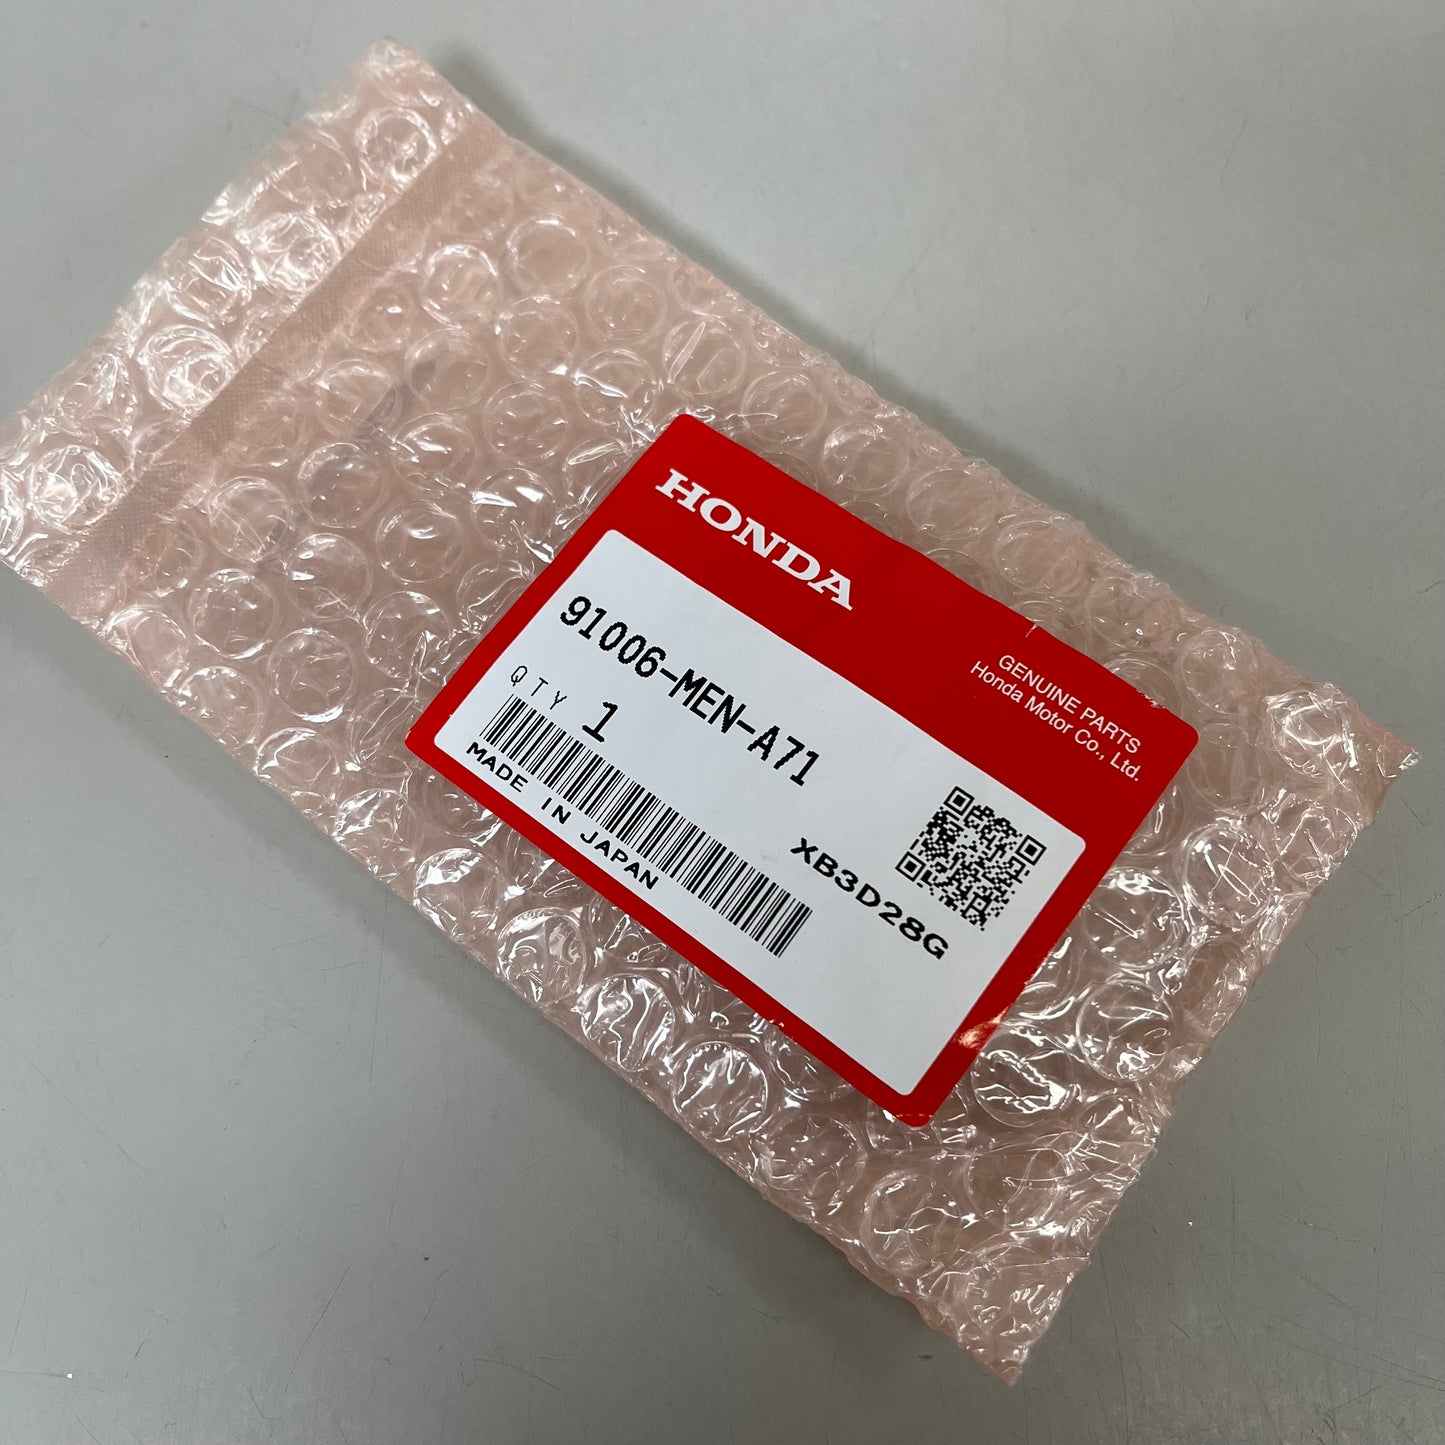 HONDA
GENUINE PARTS
Honda Motor Co., Ltd.
91006-MEN-A71
QTY 1
MADE IN JAPAN
XB3D28G